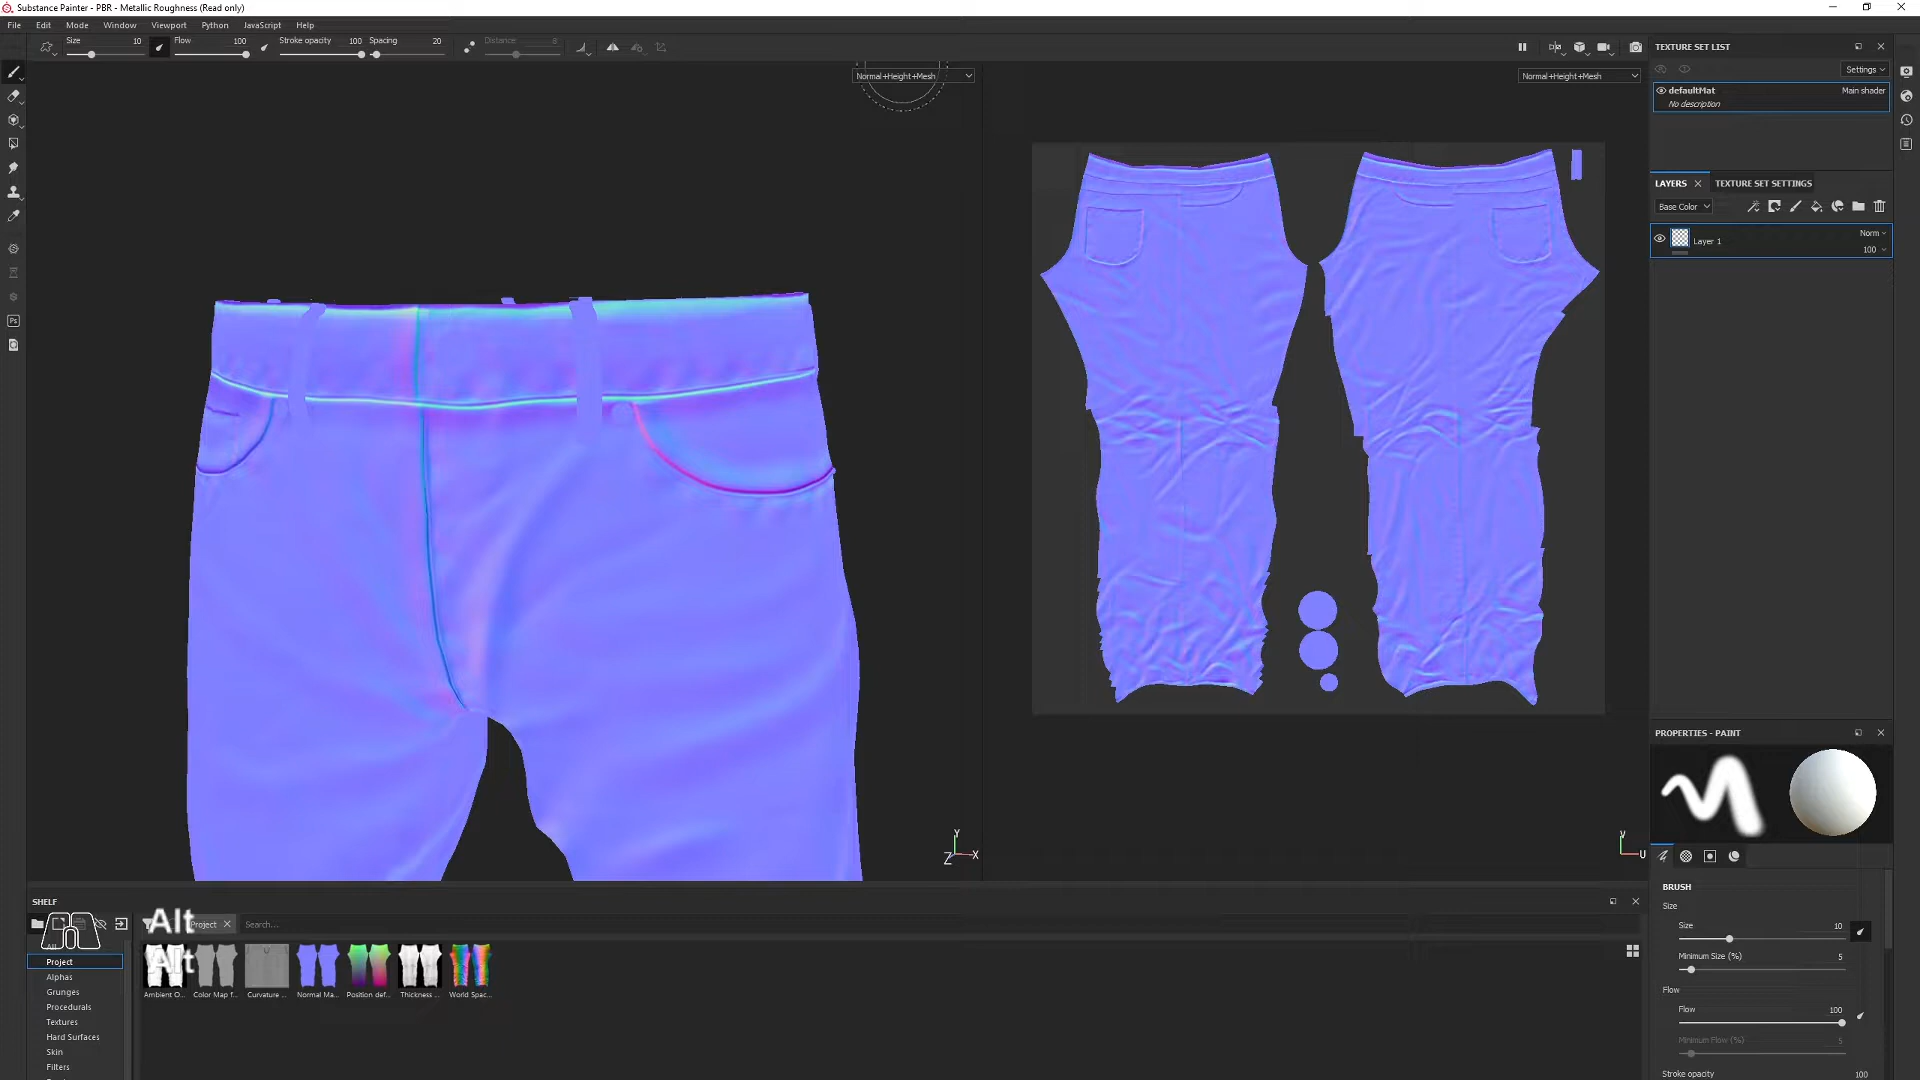 Substance Painter - PBR - Metallic Roughness (Read only)
File Edit Mode Window Viewport Python JavaScript Help
Size 10 Flow 100 Stroke opacity 100 Spacing 20 Distance 8
Normal+Height+Mesh
Normal+Height+Mesh
TEXTURE SET LIST
Settings
defaultMat Main shader
No description
LAYERS TEXTURE SET SETTINGS
Base Color
Layer 1 Norm
100
Ps
Y
Z X
V
U
PROPERTIES - PAINT
BRUSH
Size
Size 10
Minimum Size (%) 5
Flow
Flow 100
Minimum Flow (%) 5
Stroke opacity 100
SHELF
Alt
Alt
Project Search...
All
Project
Alphas
Grunges
Procedurals
Textures
Hard Surfaces
Skin
Filters
Ambient O... Color Map f... Curvature ... Normal Ma... Position def... Thickness ... World Spac...